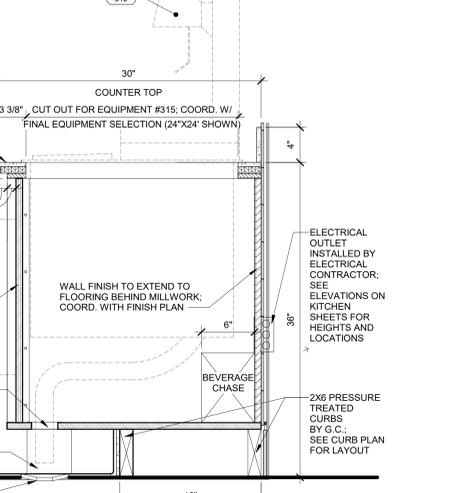 30"
COUNTER TOP
3 3/8"
CUT OUT FOR EQUIPMENT #315; COORD. W/
FINAL EQUIPMENT SELECTION (24"X24' SHOWN)
4"
ELECTRICAL
OUTLET
INSTALLED BY
ELECTRICAL
CONTRACTOR;
SEE
ELEVATIONS ON
KITCHEN
SHEETS FOR
HEIGHTS AND
LOCATIONS
WALL FINISH TO EXTEND TO
FLOORING BEHIND MILLWORK;
COORD. WITH FINISH PLAN
36"
6"
BEVERAGE
CHASE
2X6 PRESSURE
TREATED
CURBS
BY G.C.;
SEE CURB PLAN
FOR LAYOUT